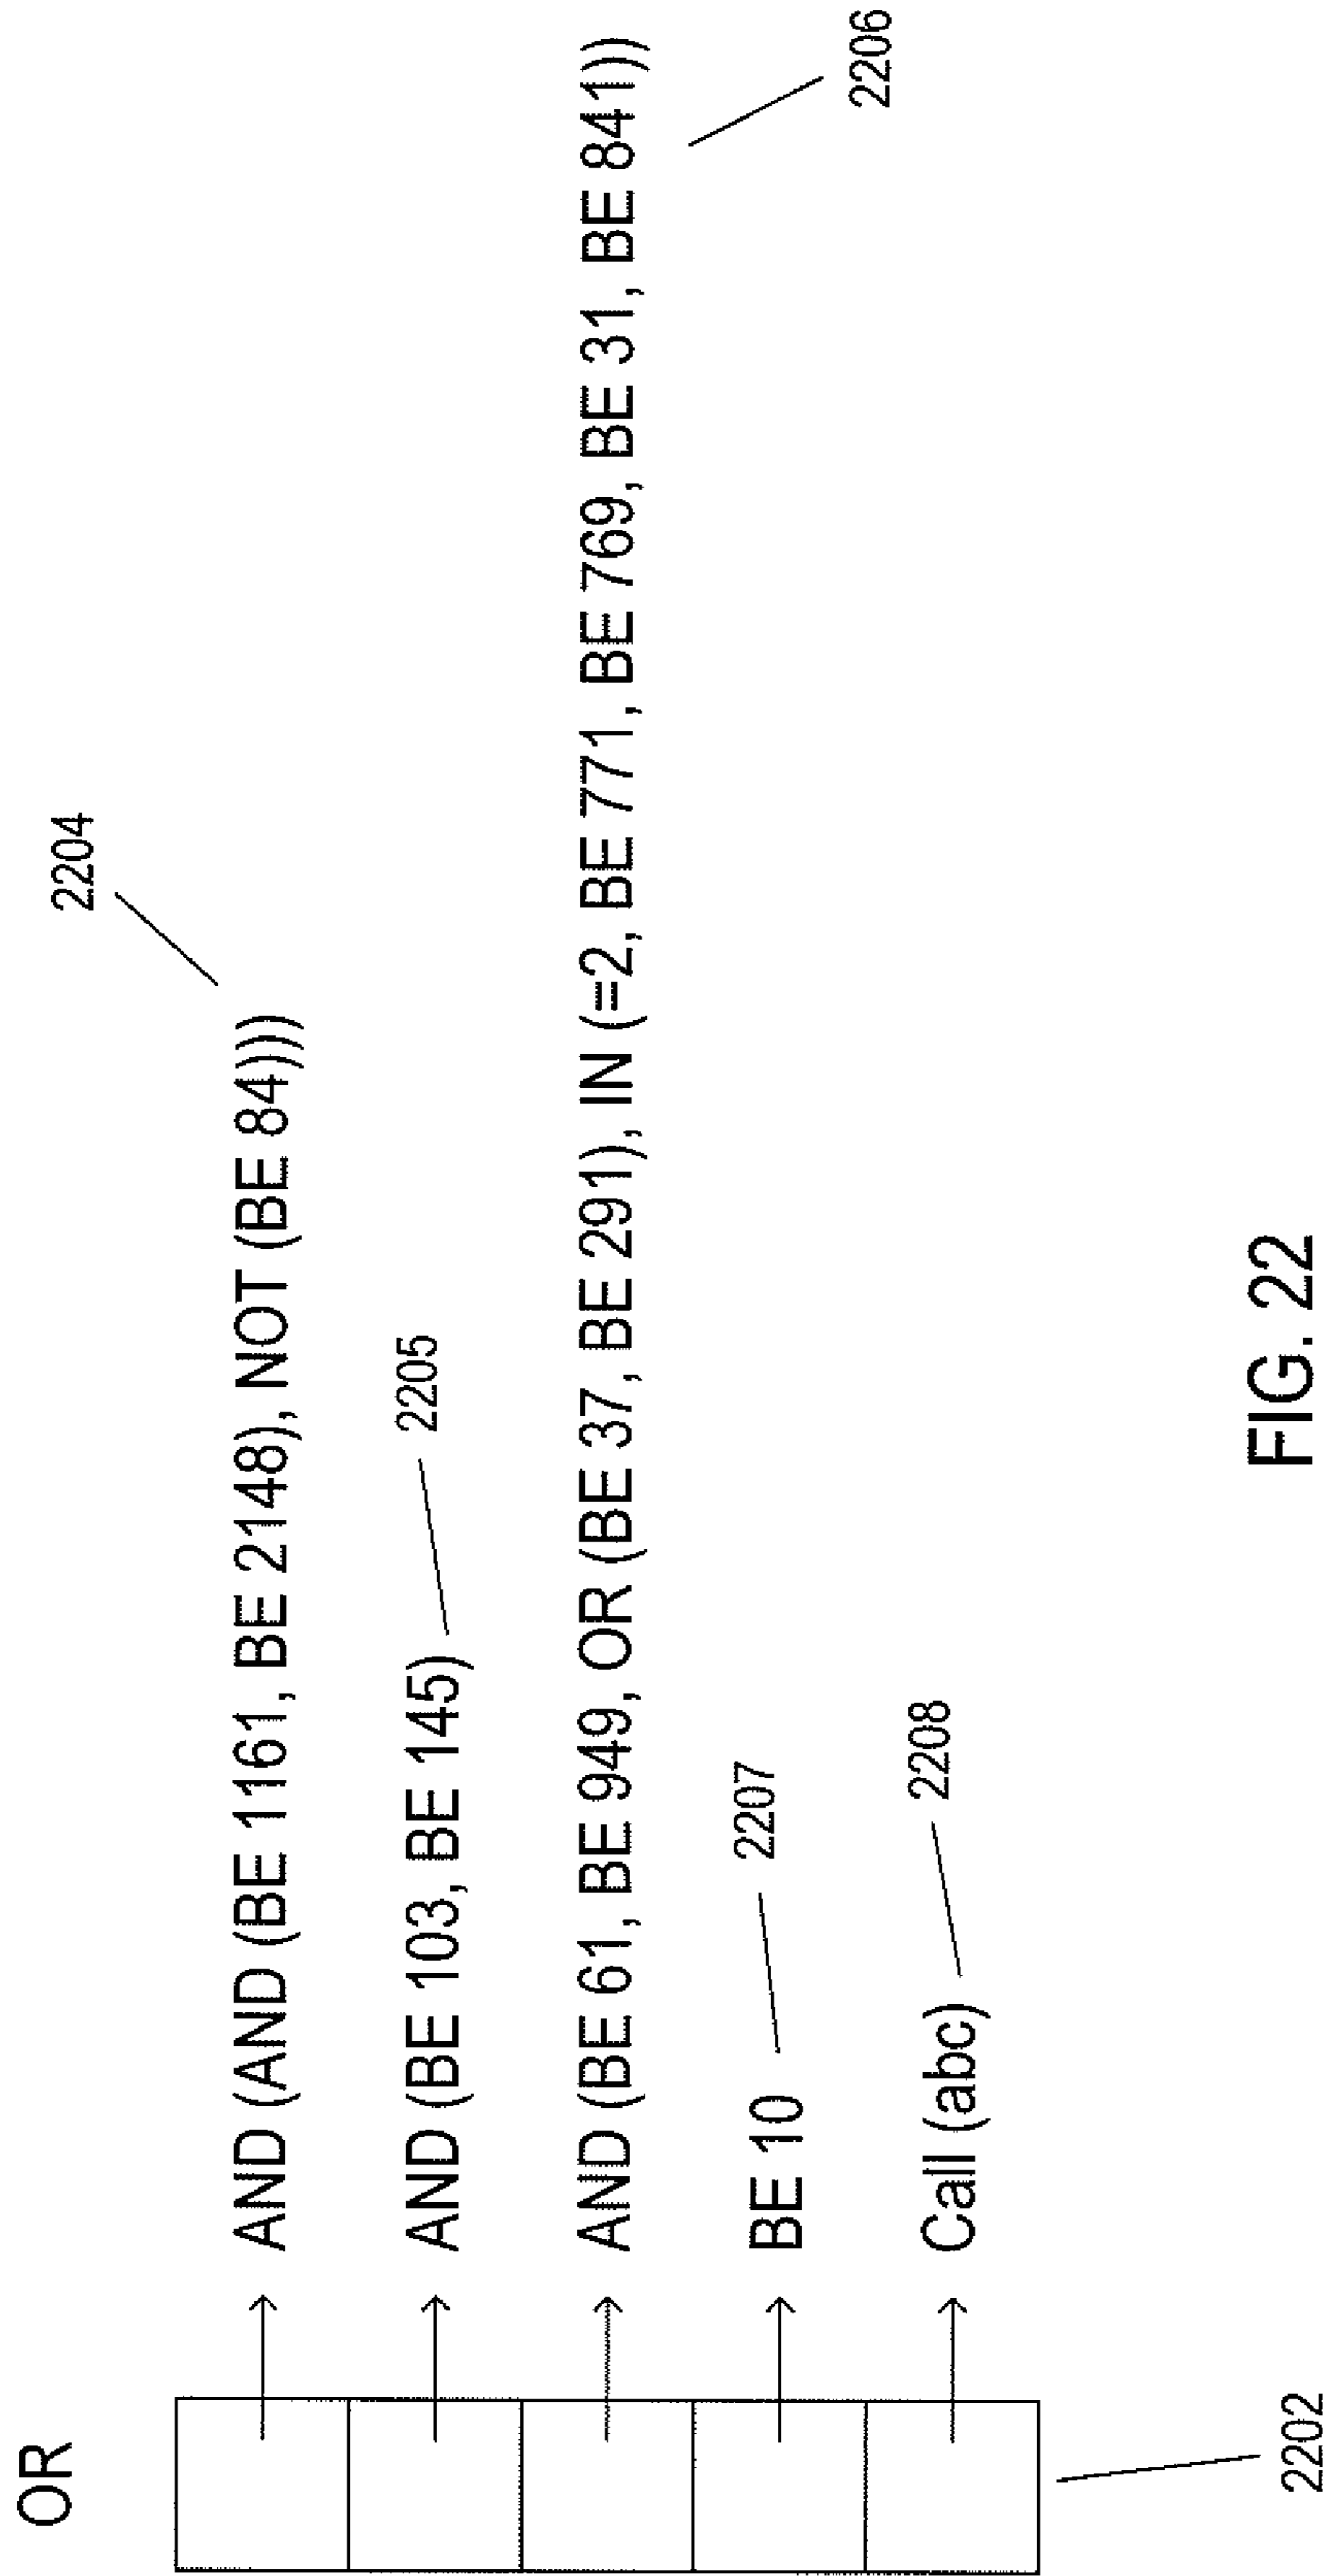 OR
2204
AND (AND (BE 1161, BE 2148), NOT (BE 84)))
2205
AND (BE 103, BE 145)
AND (BE 61, BE 949, OR (BE 37, BE 291), IN (=2, BE 771, BE 769, BE 31, BE 841))
2206
2207
BE 10
2208
Call (abc)
2202
FIG. 22